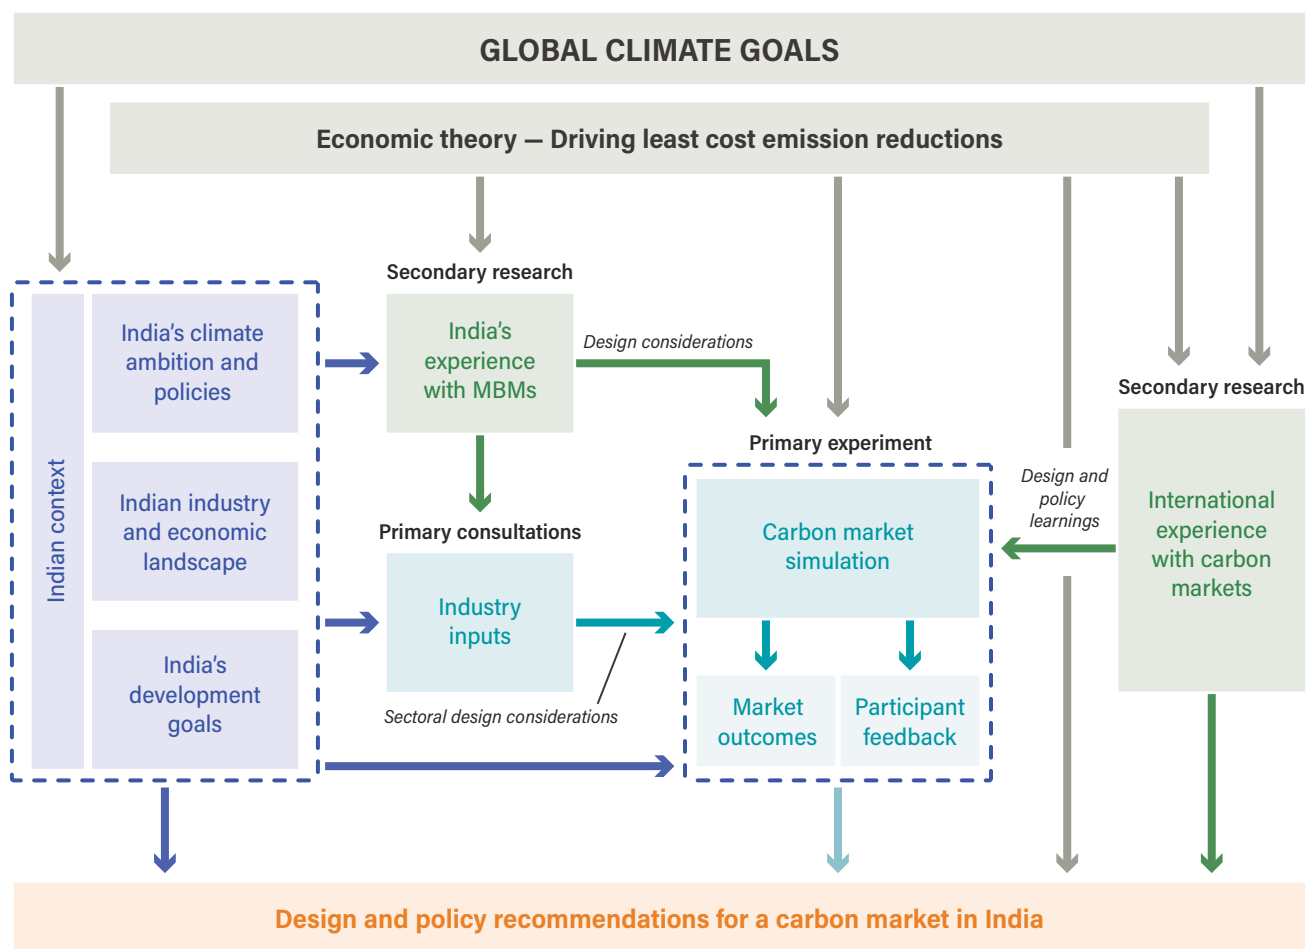 GLOBAL CLIMATE GOALS
Economic theory — Driving least cost emission reductions
Indian context
India's climate
ambition and
policies
Indian industry
and economic
landscape
India's
development
goals
Secondary research
India's
experience
with MBMs
Design considerations
Primary consultations
Industry
inputs
Sectoral design considerations
Primary experiment
Carbon market
simulation
Market
outcomes
Participant
feedback
Design and
policy
learnings
Secondary research
International
experience
with carbon
markets
Design and policy recommendations for a carbon market in India